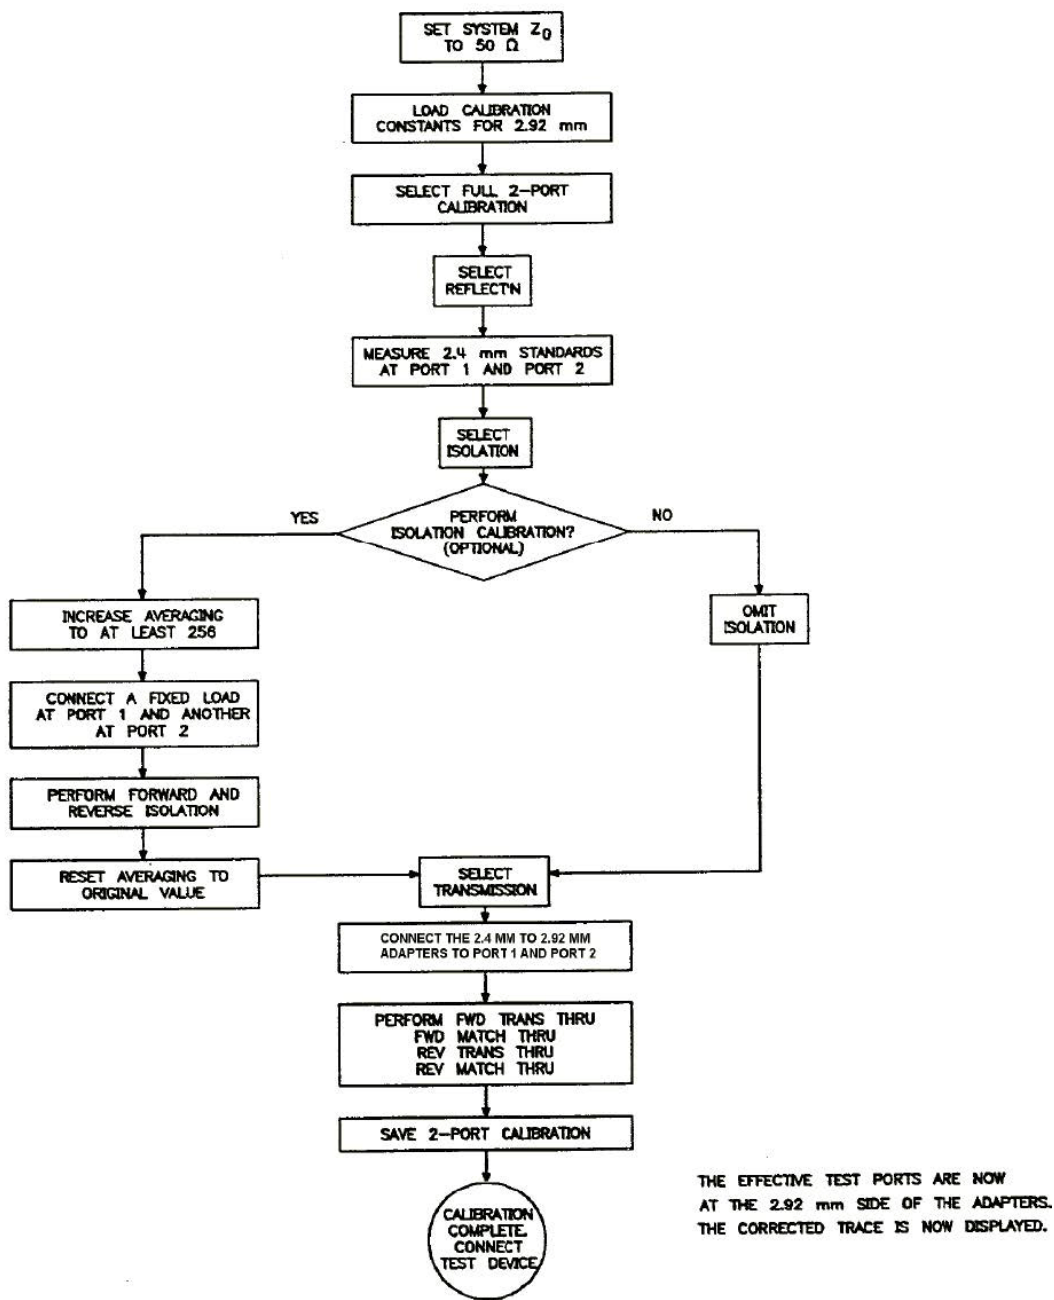 SET SYSTEM Z0
TO 50 Ω
LOAD CALIBRATION
CONSTANTS FOR 2.92 mm
SELECT FULL 2-PORT
CALIBRATION
SELECT
REFLECT'N
MEASURE 2.4 mm STANDARDS
AT PORT 1 AND PORT 2
SELECT
ISOLATION
YES
PERFORM
ISOLATION CALIBRATION?
(OPTIONAL)
NO
INCREASE AVERAGING
TO AT LEAST 256
OMIT
ISOLATION
CONNECT A FIXED LOAD
AT PORT 1 AND ANOTHER
AT PORT 2
PERFORM FORWARD AND
REVERSE ISOLATION
RESET AVERAGING TO
ORIGINAL VALUE
SELECT
TRANSMISSION
CONNECT THE 2.4 MM TO 2.92 MM
ADAPTERS TO PORT 1 AND PORT 2
PERFORM FWD TRANS THRU
FWD MATCH THRU
REV TRANS THRU
REV MATCH THRU
SAVE 2-PORT CALIBRATION
CALIBRATION
COMPLETE.
CONNECT
TEST DEVICE
THE EFFECTIVE TEST PORTS ARE NOW
AT THE 2.92 mm SIDE OF THE ADAPTERS.
THE CORRECTED TRACE IS NOW DISPLAYED.